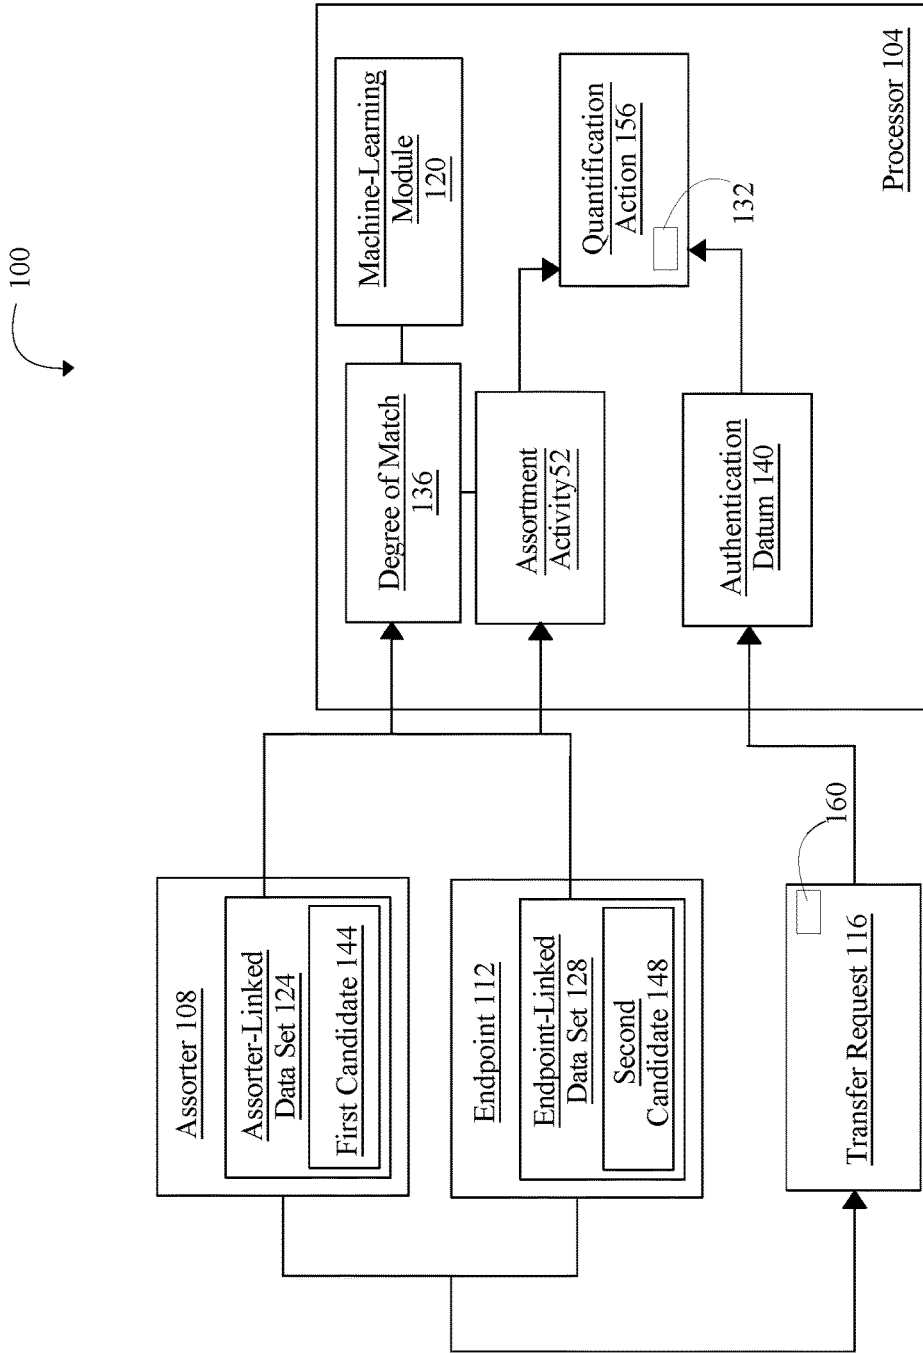 100
Assorter 108
Assorter-Linked
Data Set 124
First Candidate 144
Endpoint 112
Endpoint-Linked
Data Set 128
Second
Candidate 148
Transfer Request 116
160
Degree of Match
136
Machine-Learning
Module
120
Assortment
Activity52
Quantification
Action 156
132
Authentication
Datum 140
Processor 104